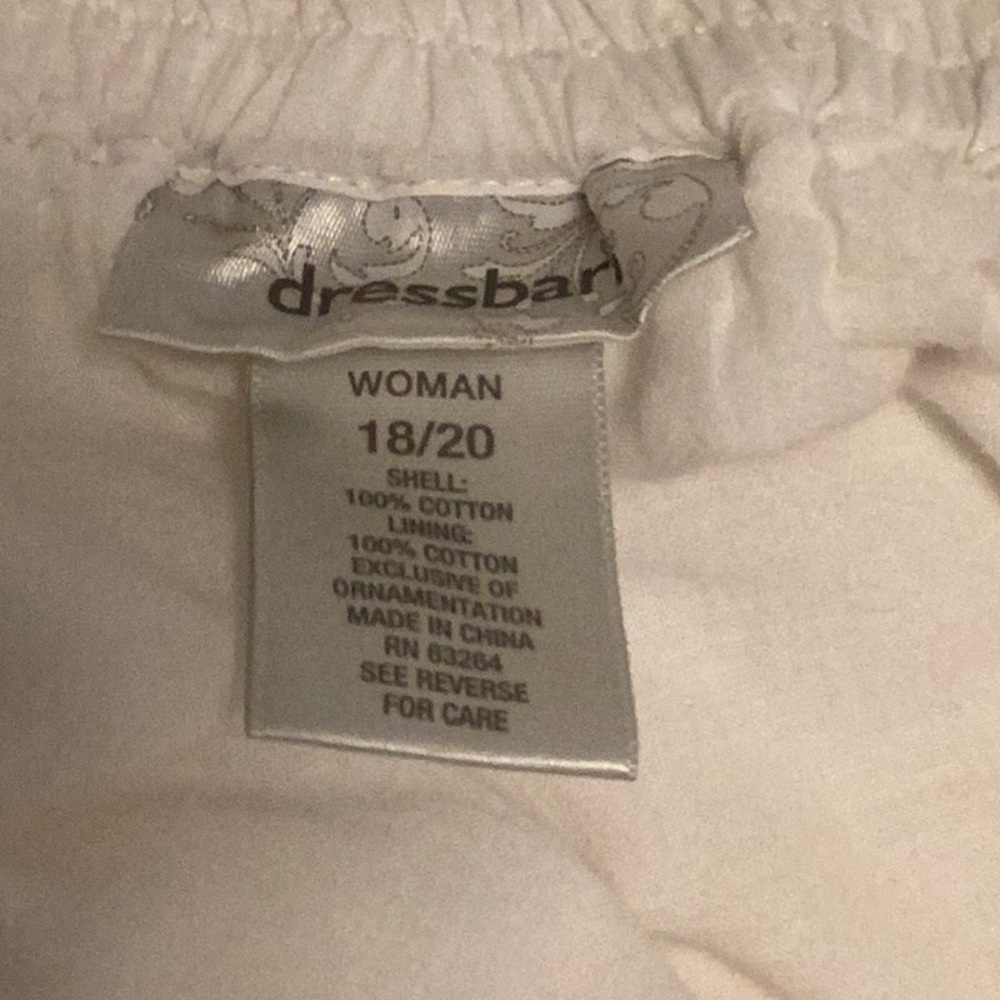 dressbarn
WOMAN
18/20
SHELL:
100% COTTON
LINING:
100% COTTON
EXCLUSIVE OF
ORNAMENTATION
MADE IN CHINA
RN 63264
SEE REVERSE
FOR CARE